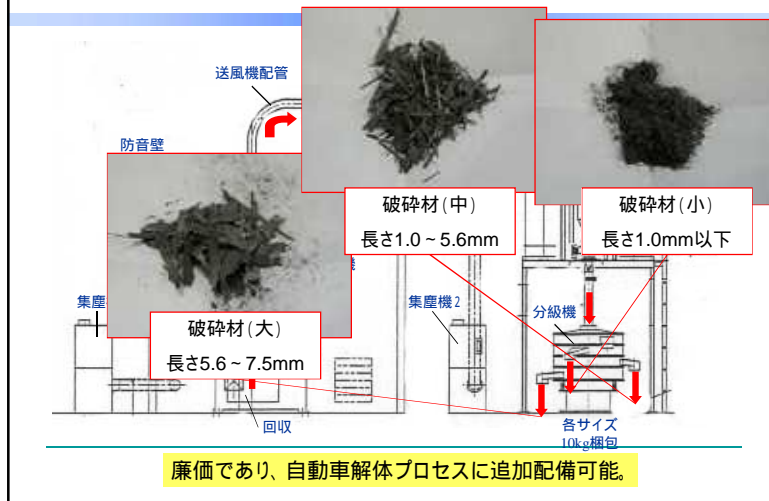 送風機配管
防音壁
破砕材(中)
長さ1.0~5.6mm
破砕材(小)
長さ1.0mm以下
機
集塵
破砕材(大)
長さ5.6~7.5mm
集塵機2
分級機
回収
各サイズ
10kg梱包
廉価であり、自動車解体プロセスに追加配備可能。